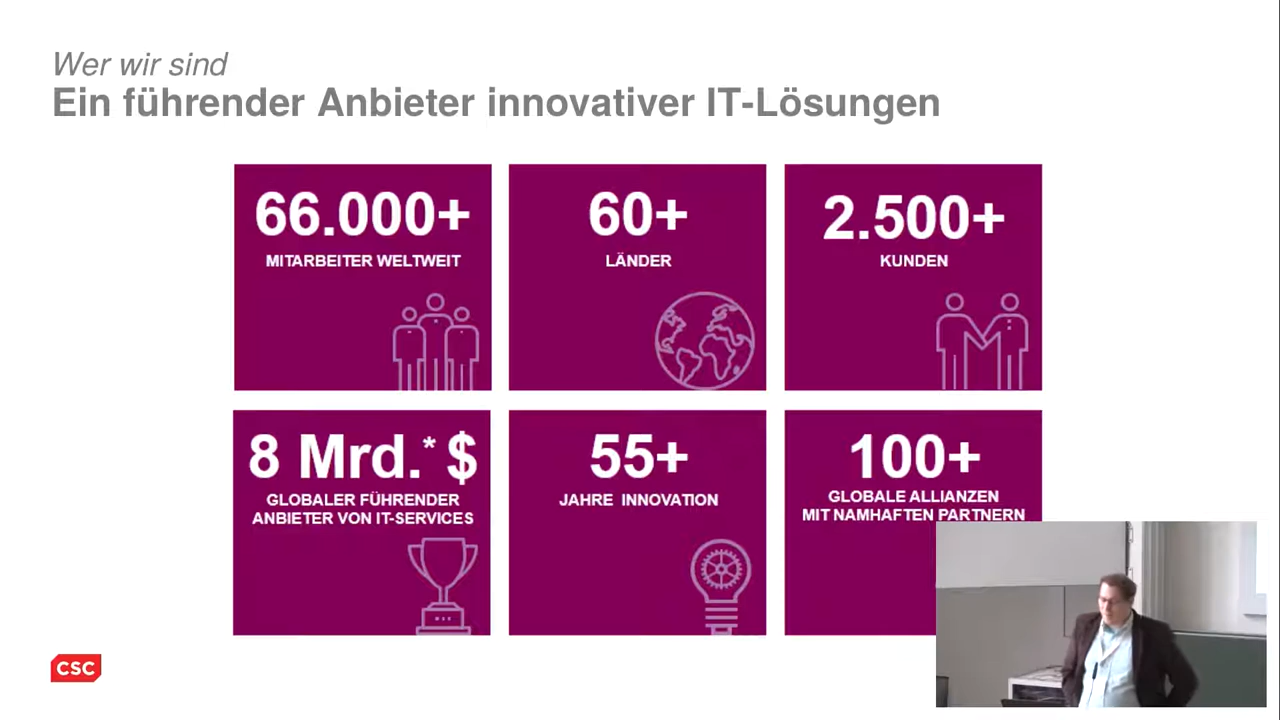 Wer wir sind
Ein führender Anbieter innovativer IT-Lösungen
66.000+
MITARBEITER WELTWEIT
60+
LÄNDER
2.500+
KUNDEN
8 Mrd.* $
GLOBALER FÜHRENDER
ANBIETER VON IT-SERVICES
55+
JAHRE INNOVATION
100+
GLOBALE ALLIANZEN
MIT NAMHAFTEN PARTNERN
CSC